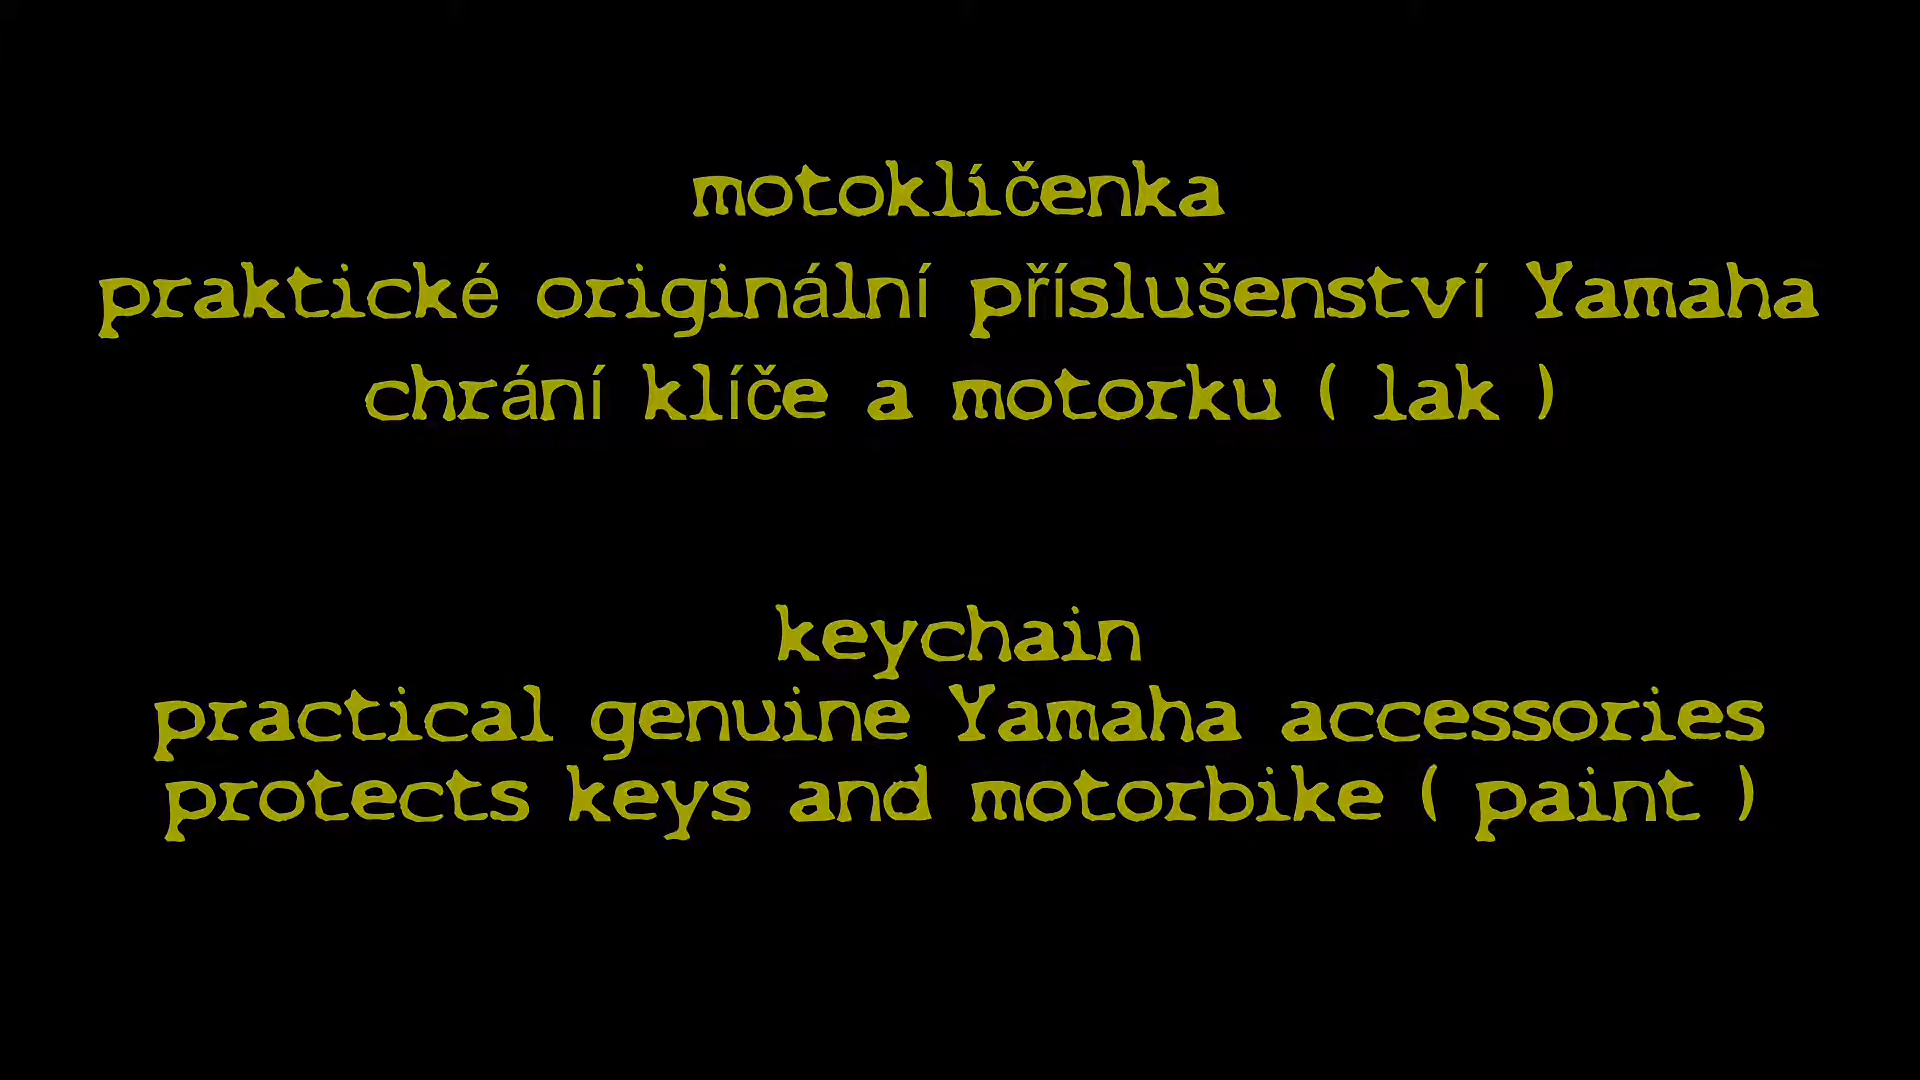 motoklíčenka
praktické originální příslušenství Yamaha
chrání klíče a motorku ( lak )
keychain
practical genuine Yamaha accessories
protects keys and motorbike ( paint )